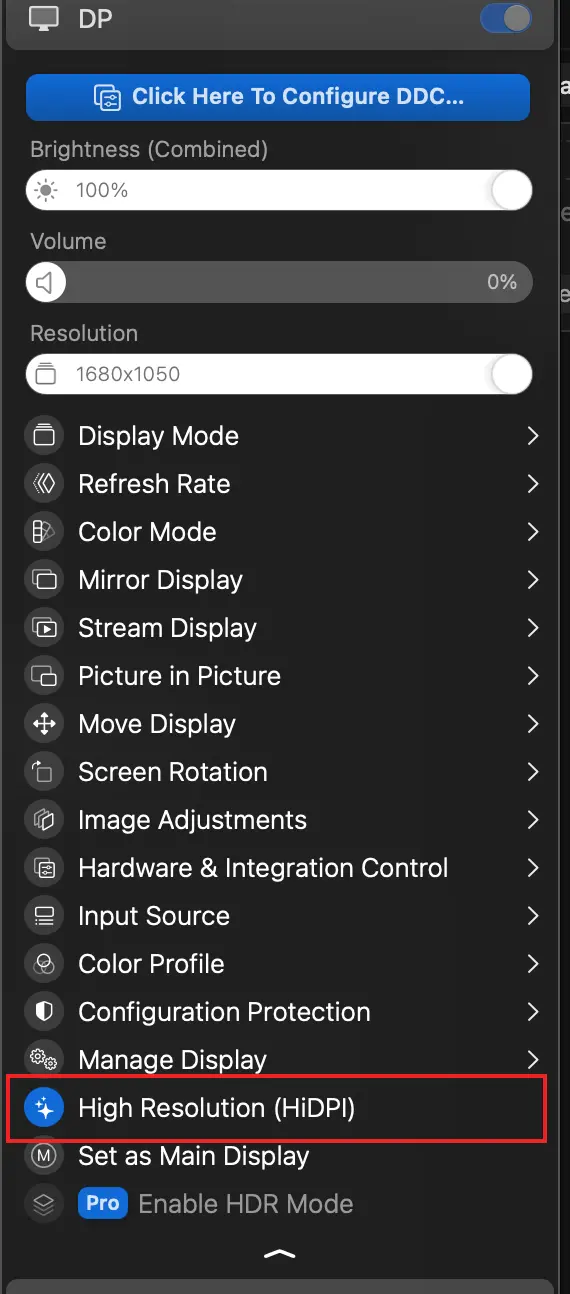 DP
Click Here To Configure DDC...
Brightness (Combined)
100%
Volume
0%
Resolution
1680x1050
Display Mode
Refresh Rate
Color Mode
Mirror Display
Stream Display
Picture in Picture
Move Display
Screen Rotation
Image Adjustments
Hardware & Integration Control
Input Source
Color Profile
Configuration Protection
Manage Display
High Resolution (HiDPI)
M Set as Main Display
Pro Enable HDR Mode